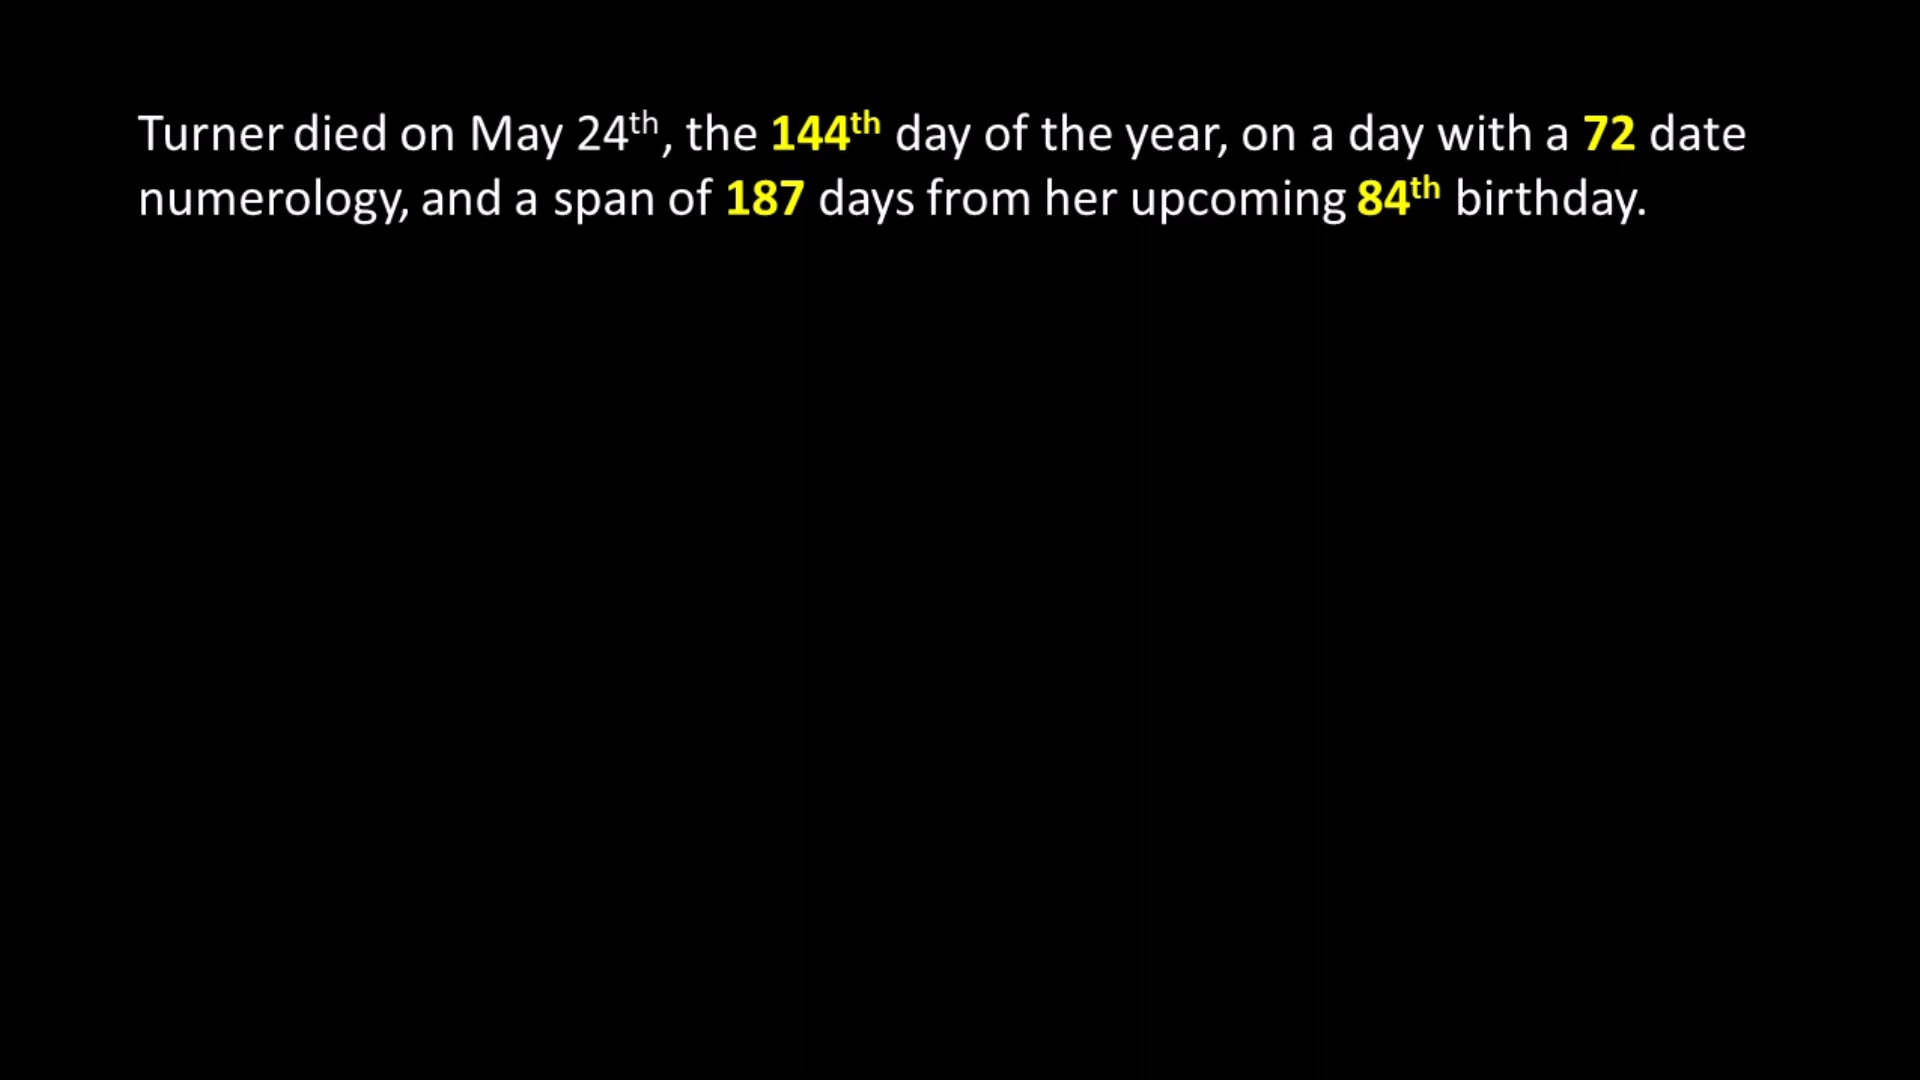 Turner died on May 24th, the 144th day of the year, on a day with a 72 date
numerology, and a span of 187 days from her upcoming 84th birthday.